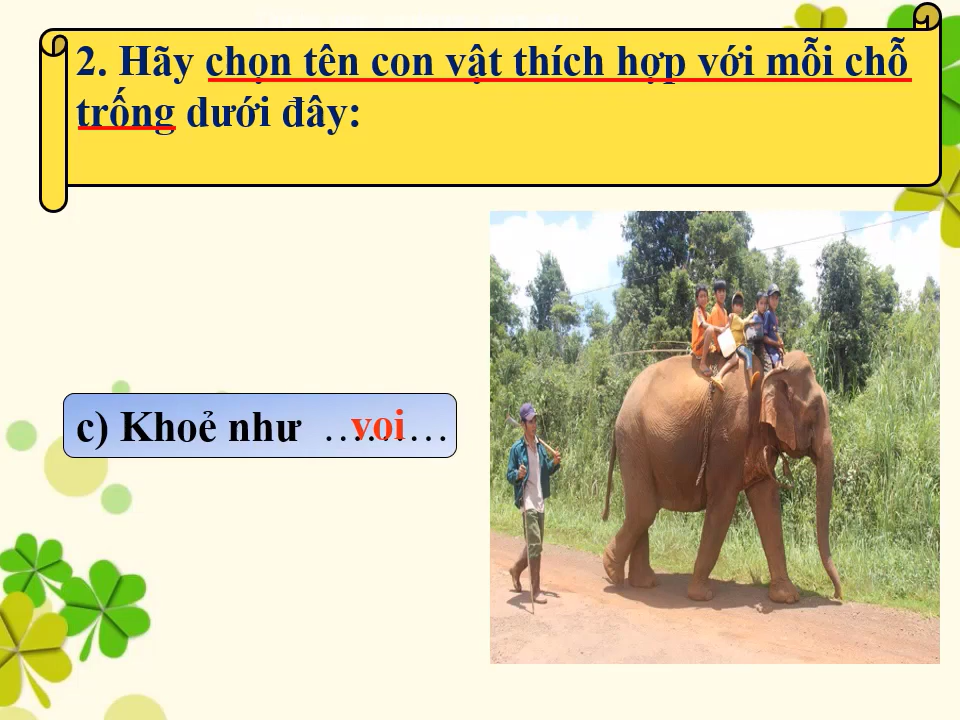 2. Hãy chọn tên con vật thích hợp với mỗi chỗ
trống dưới đây:
c) Khoẻ như ...voi...